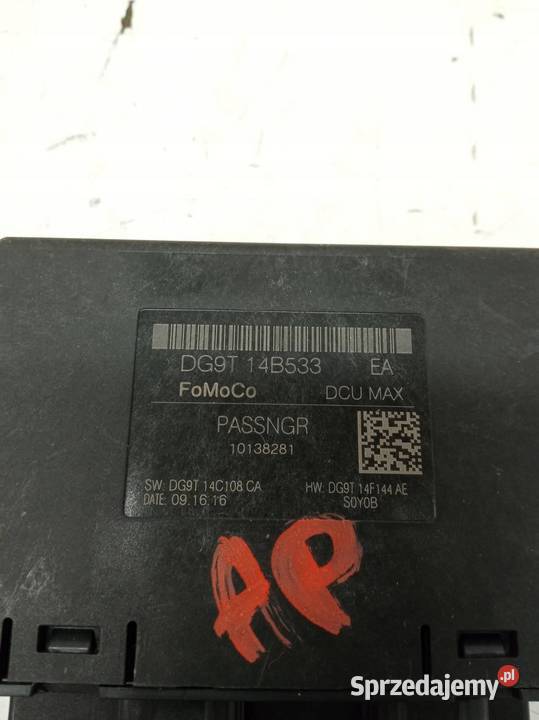 DG9T 14B533 EA
FoMoCo DCU MAX
PASSNGR
10138281
SW: DG9T 14C108 CA HW: DG9T 14F144 AE
DATE: 09.16.16 S0Y0B
AP
Sprzedajemy.pl